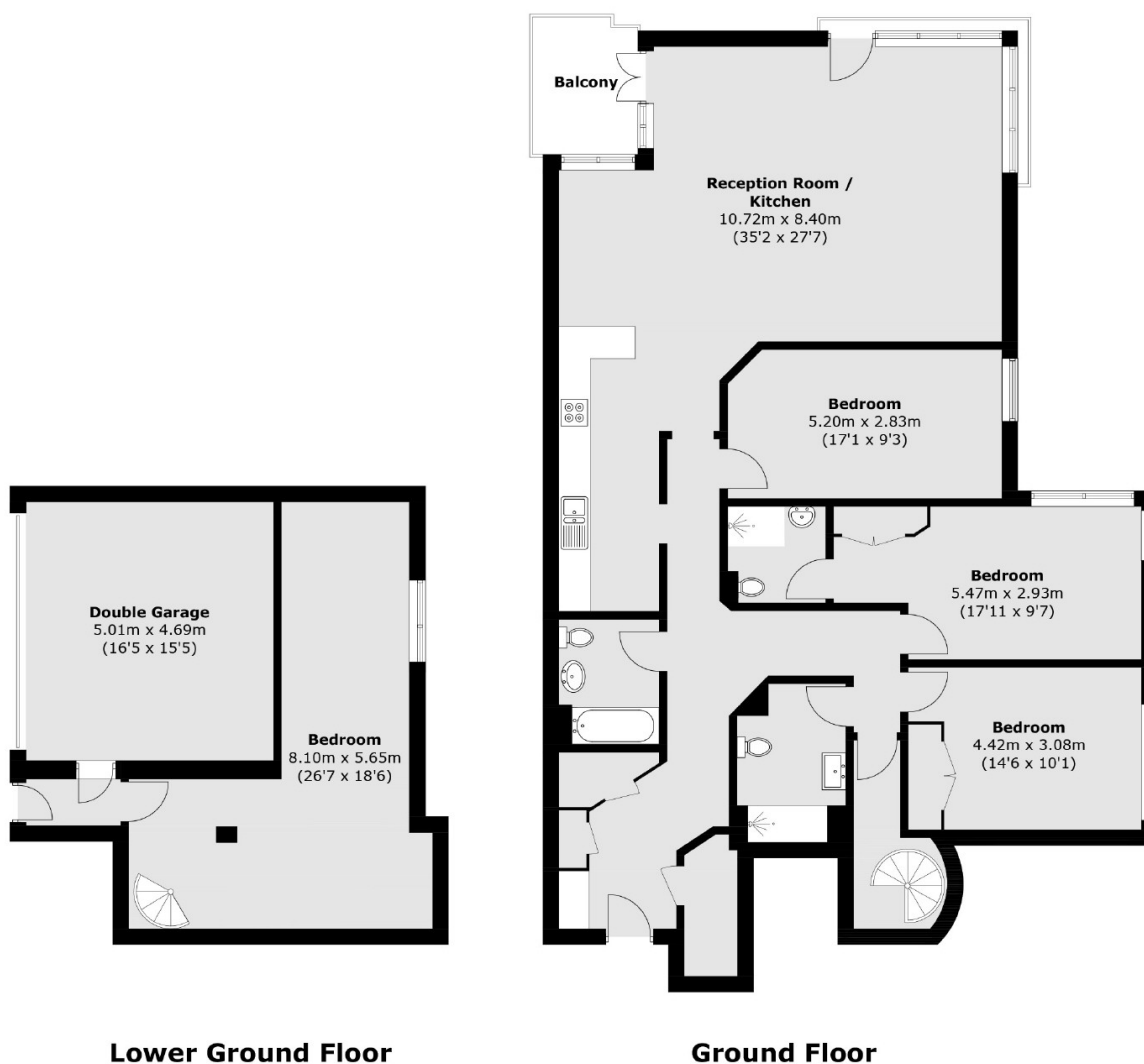 Balcony
Reception Room /
Kitchen
10.72m x 8.40m
(35'2 x 27'7)
Bedroom
5.20m x 2.83m
(17'1 x 9'3)
Bedroom
5.47m x 2.93m
(17'11 x 9'7)
Double Garage
5.01m x 4.69m
(16'5 x 15'5)
Bedroom
8.10m x 5.65m
(26'7 x 18'6)
Bedroom
4.42m x 3.08m
(14'6 x 10'1)
Lower Ground Floor
Ground Floor